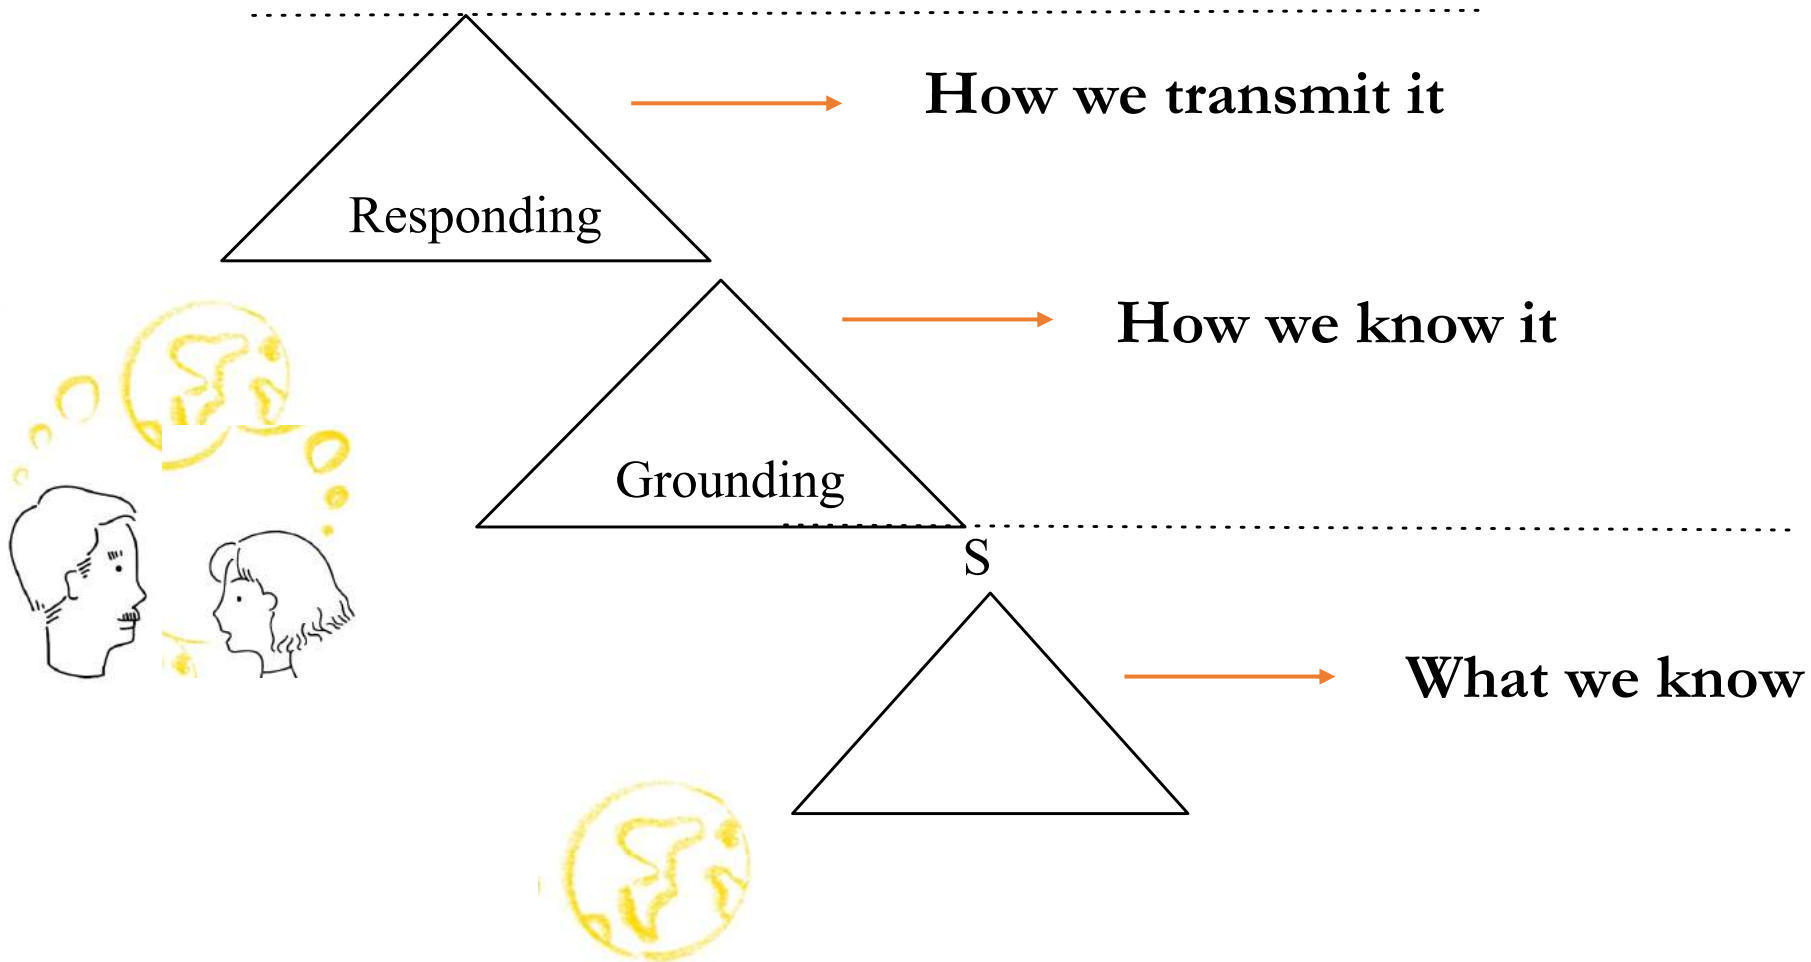 How we transmit it
Responding
How we know it
Grounding
S
What we know